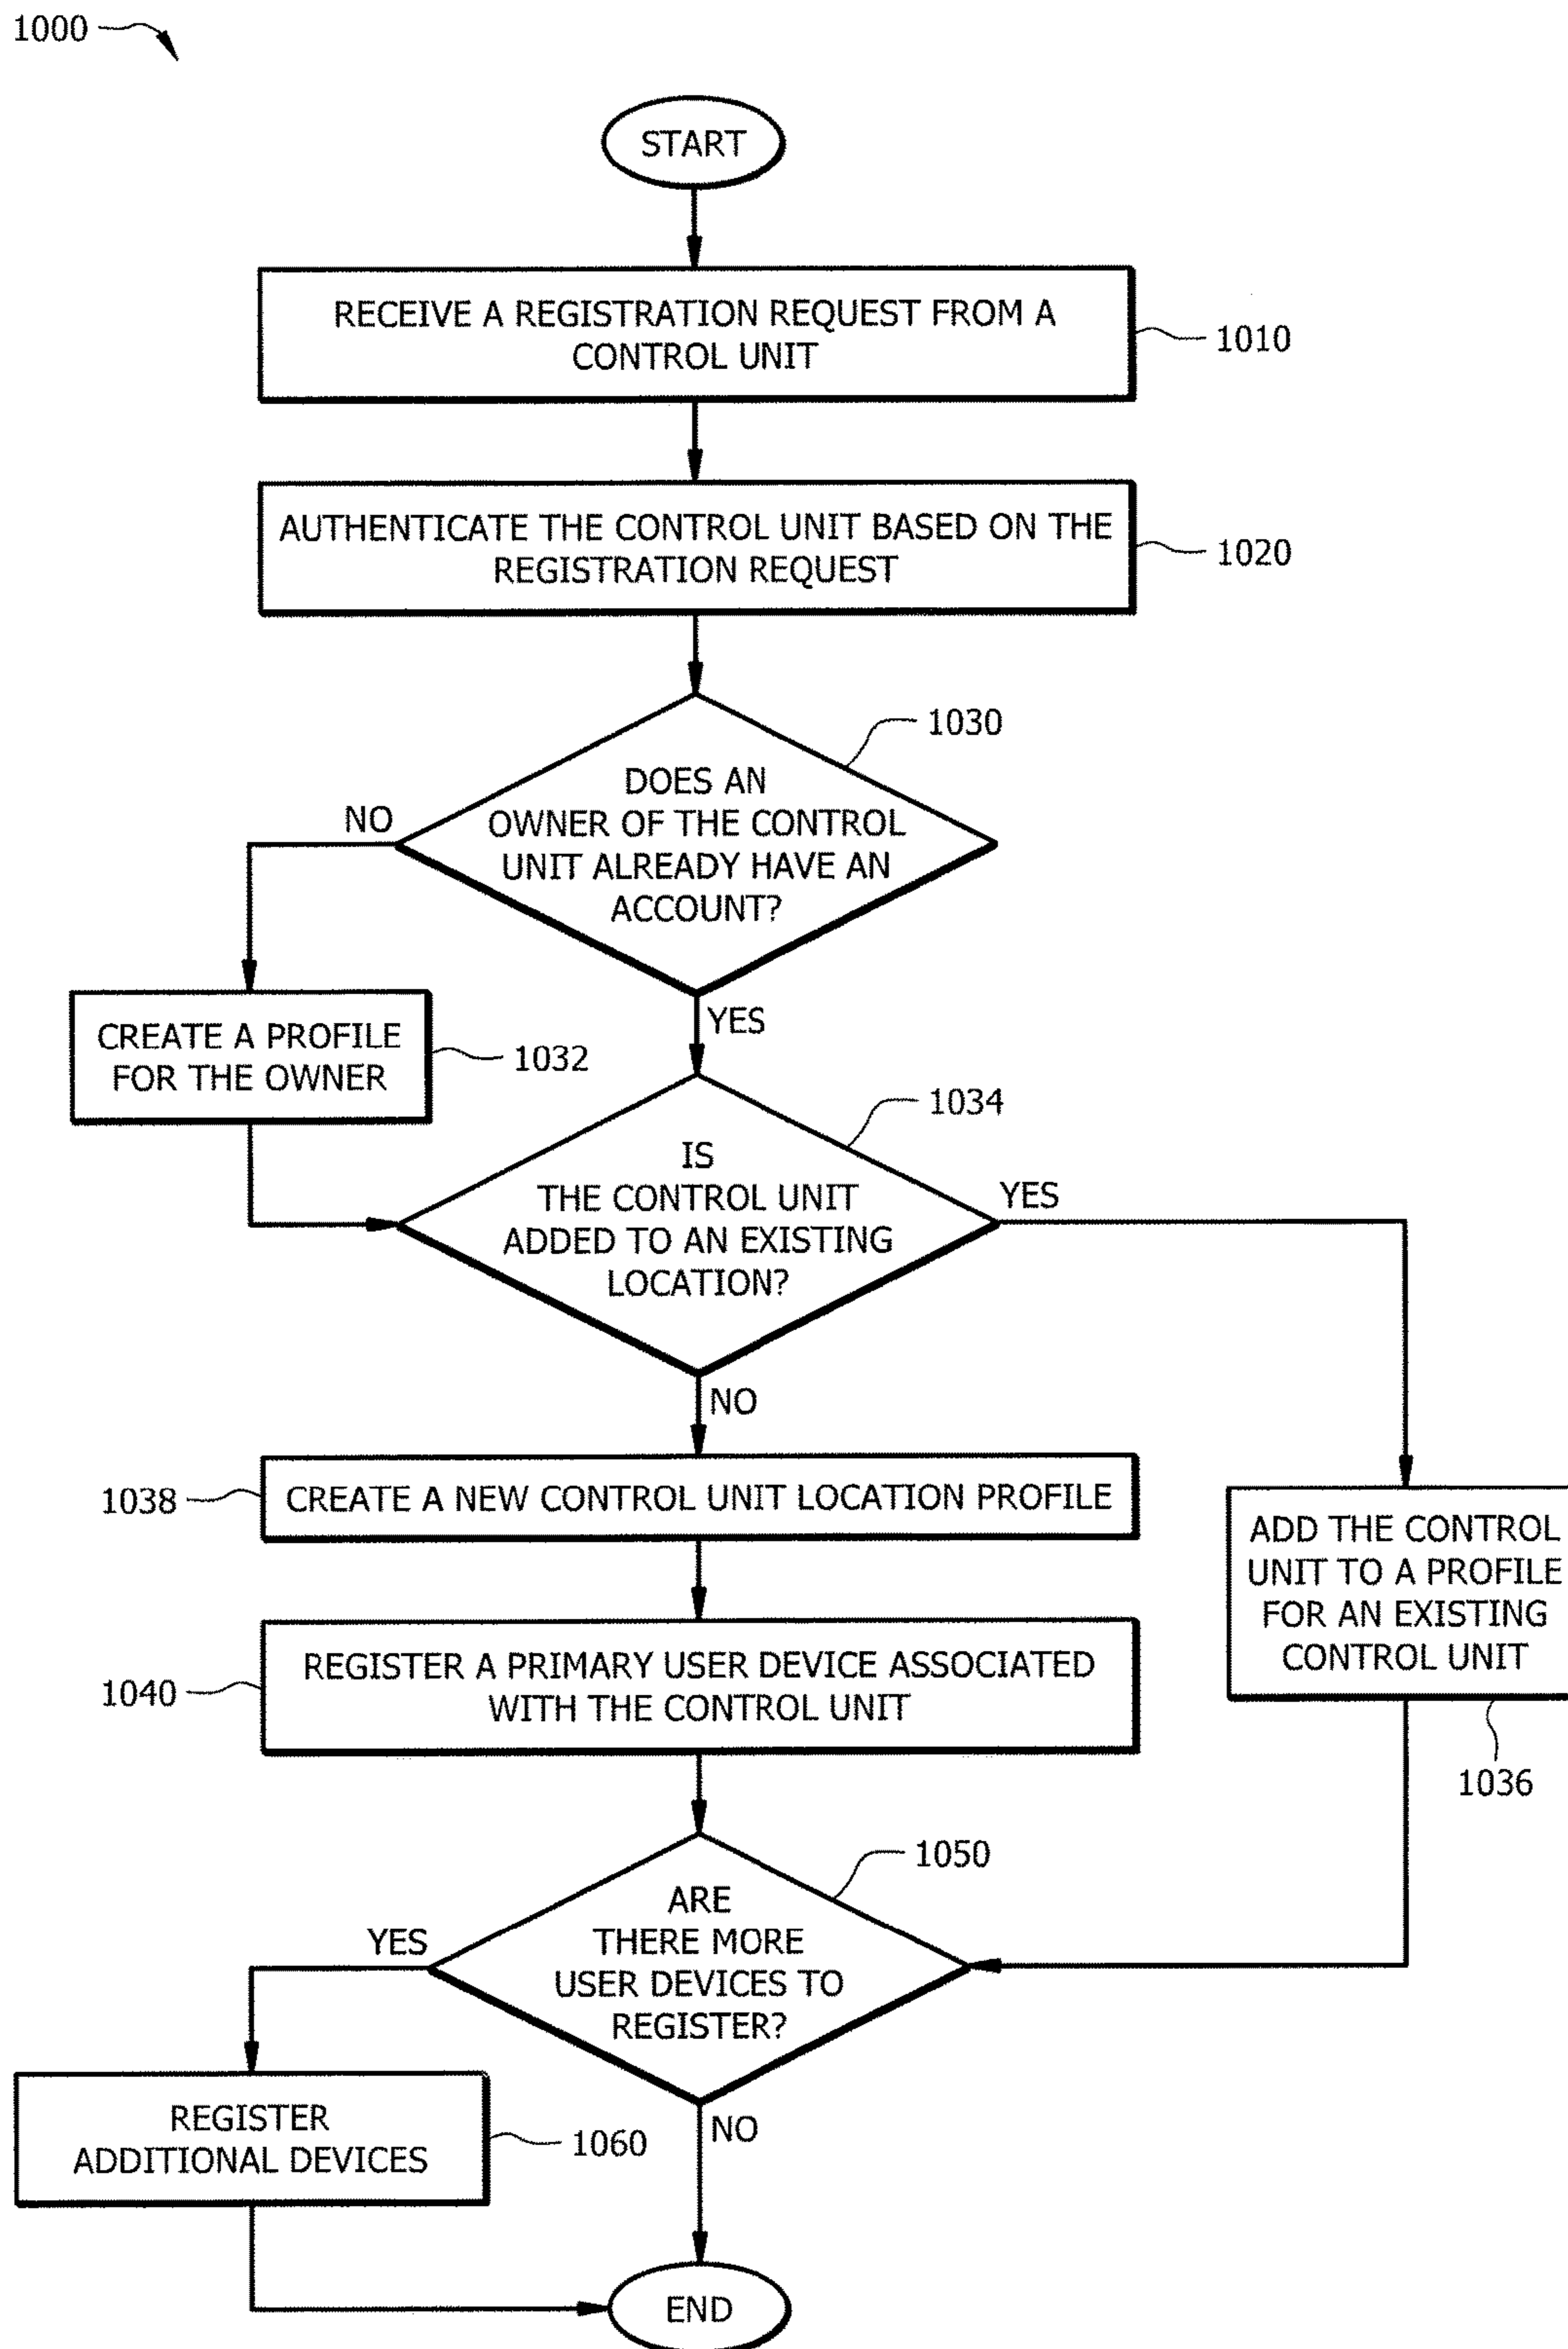 1000
START
RECEIVE A REGISTRATION REQUEST FROM A
CONTROL UNIT
1010
AUTHENTICATE THE CONTROL UNIT BASED ON THE
REGISTRATION REQUEST
1020
1030
DOES AN
OWNER OF THE CONTROL
UNIT ALREADY HAVE AN
ACCOUNT?
NO
YES
CREATE A PROFILE
FOR THE OWNER
1032
1034
IS
THE CONTROL UNIT
ADDED TO AN EXISTING
LOCATION?
YES
NO
1038
CREATE A NEW CONTROL UNIT LOCATION PROFILE
ADD THE CONTROL
UNIT TO A PROFILE
FOR AN EXISTING
CONTROL UNIT
1036
REGISTER A PRIMARY USER DEVICE ASSOCIATED
WITH THE CONTROL UNIT
1040
1050
ARE
THERE MORE
USER DEVICES TO
REGISTER?
YES
NO
REGISTER
ADDITIONAL DEVICES
1060
END